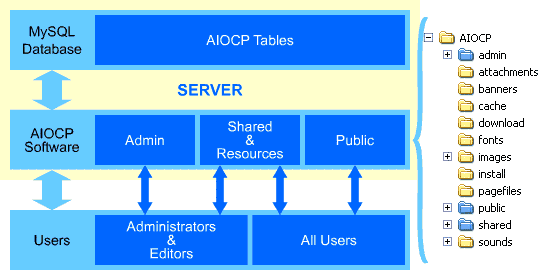 MySQL
Database
AIOCP Tables
SERVER
AIOCP
Software
Admin
Shared
&
Resources
Public
Users
Administrators
&
Editors
All Users
AIOCP
admin
attachments
banners
cache
download
fonts
images
install
pagefiles
public
shared
sounds